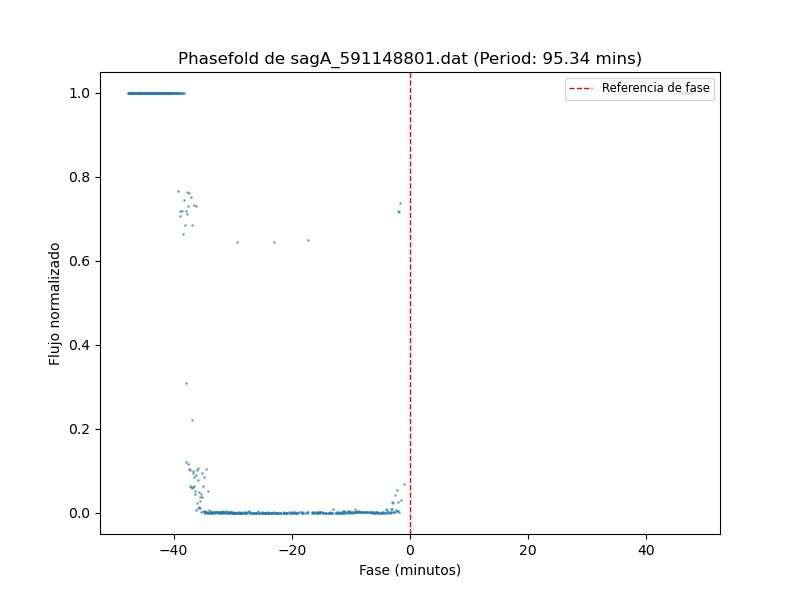 Phasefold de sagA_591148801.dat (Period: 95.34 mins)
Referencia de fase
Flujo normalizado
1.0
0.8
0.6
0.4
0.2
0.0
−40
−20
0
20
40
Fase (minutos)